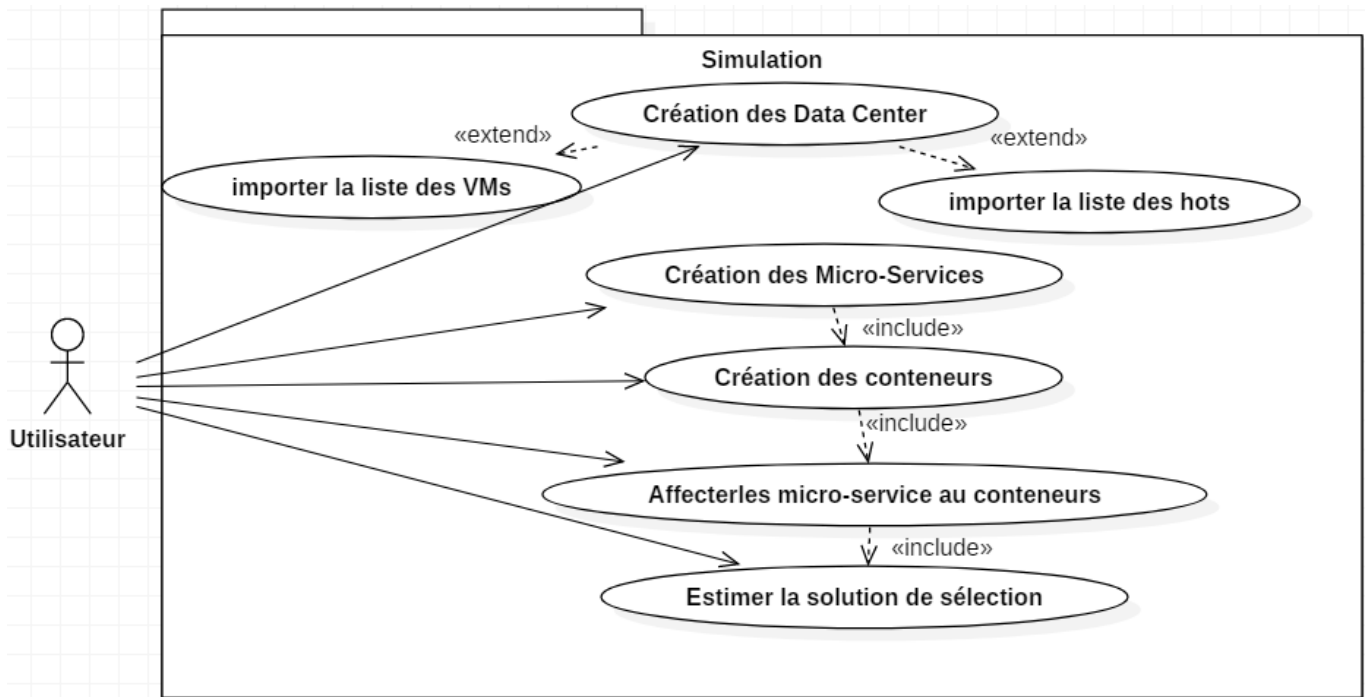 Simulation
Création des Data Center
«extend»
«extend»
importer la liste des VMs
importer la liste des hots
Création des Micro-Services
«include»
Création des conteneurs
«include»
Utilisateur
Affecterles micro-service au conteneurs
«include»
Estimer la solution de sélection